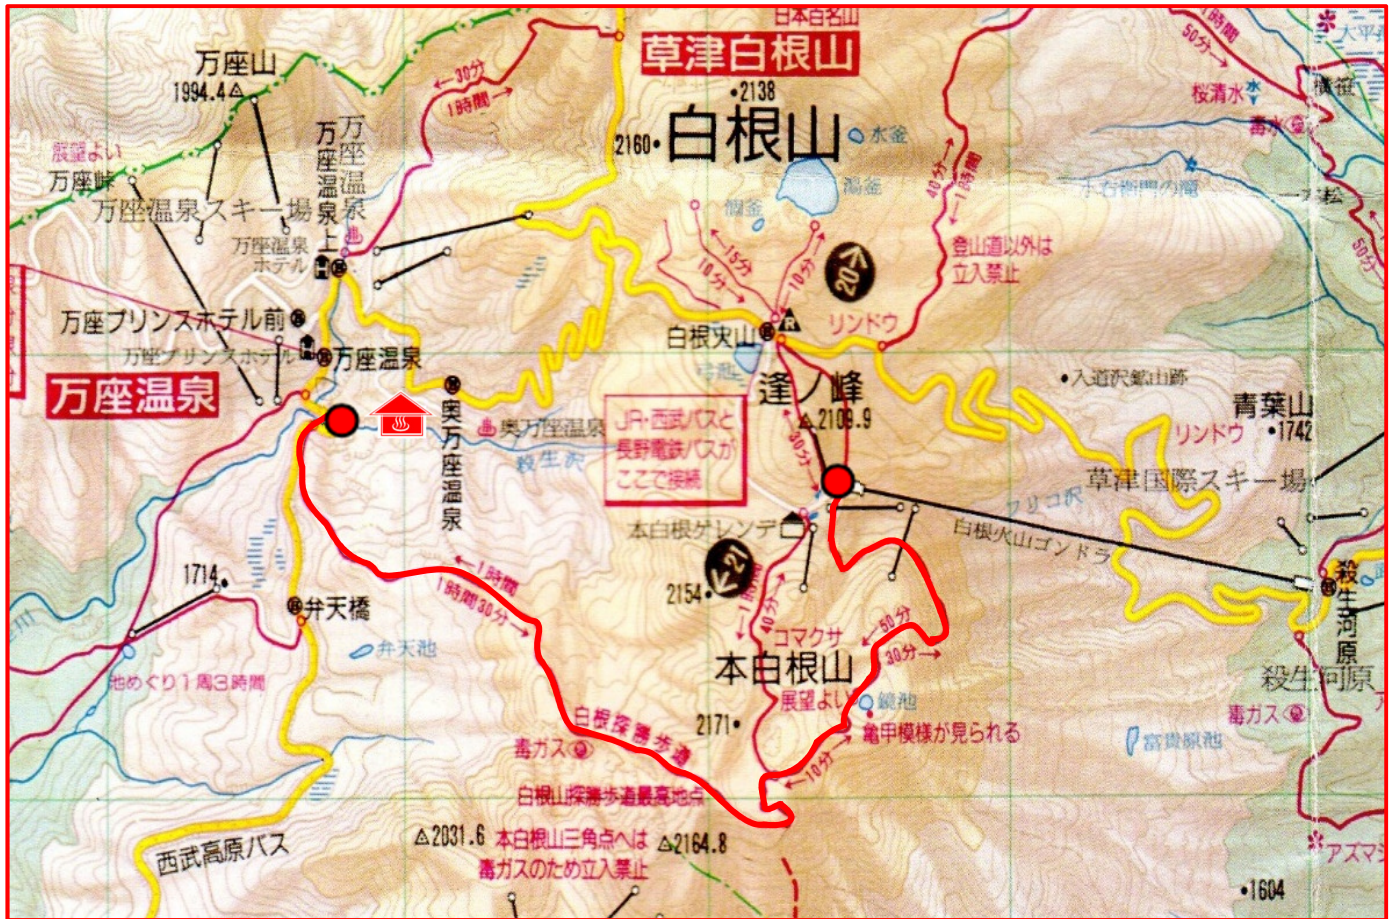 日本百名山
草津白根山
•2138
白根山
2160•
水釜
湯釜
涸釜
万座山
1994.4△
←30分
1時間→
1時間
50分→
大平
横笹
桜清水
水
毒水
展望よい
万座峠
万座温泉スキー場
万座温泉
万座温泉上
万座温泉
ホテル
万座プリンスホテル前
万座プリンスホテル
万座温泉
万座温泉
奥万座温泉
奥万座温泉
殺生沢
←15分
10分→
←10分
20
40分→
←1時間
登山道以外は
立入禁止
50分
リンドウ
白根火山
弓池
逢ノ峰
△2109.9
30分
JR・西武バスと
長野電鉄バスが
ここで接続
•入道沢鉱山跡
青葉山
•1742
リンドウ
草津国際スキー場
白根火山ゴンドラ
本白根ゲレンデ
21
2154•
←1時間
40分→
コマクサ
本白根山
展望よい
鏡池
亀甲模様が見られる
←50分
30分→
←10分→
2171•
殺生河原
殺生河原
毒ガス
富貴原池
1714•
弁天橋
弁天池
池めぐり1周3時間
←1時間
1時間30分→
白根探勝歩道
毒ガス
白根山探勝歩道最高地点
△2031.6
本白根山三角点へは
毒ガスのため立入禁止
△2164.8
西武高原バス
アズマシ
•1604